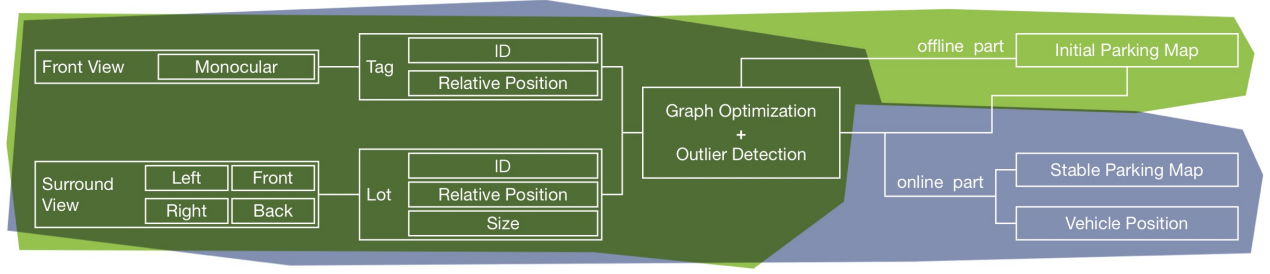 Front View
Monocular
Tag
ID
Relative Position
Surround
View
Left
Front
Right
Back
Lot
ID
Relative Position
Size
Graph Optimization
+
Outlier Detection
offline part
Initial Parking Map
online part
Stable Parking Map
Vehicle Position